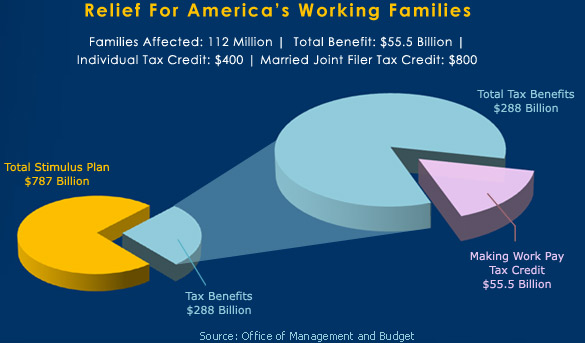 Relief For America's Working Families
Families Affected: 112 Million | Total Benefit: $55.5 Billion |
Individual Tax Credit: $400 | Married Joint Filer Tax Credit: $800
Total Tax Benefits
$288 Billion
Total Stimulus Plan
$787 Billion
Making Work Pay
Tax Credit
$55.5 Billion
Tax Benefits
$288 Billion
Source: Office of Management and Budget